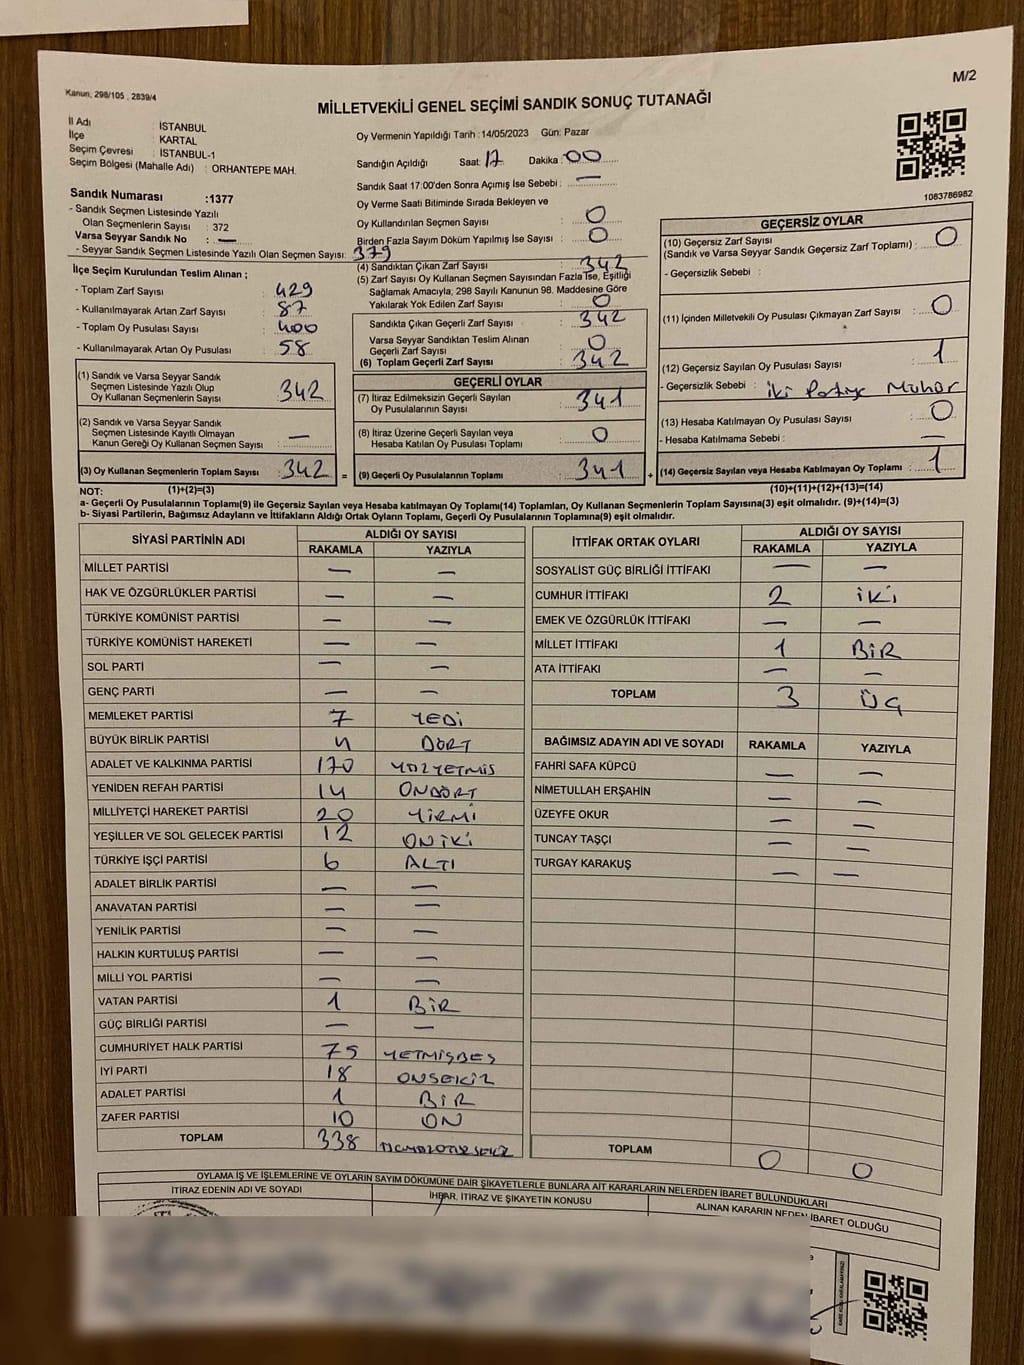 M/2
Kanun, 298/105 , 2839/4
MİLLETVEKİLİ GENEL SEÇİMİ SANDIK SONUÇ TUTANAĞI
İl Adı : İSTANBUL
İlçe : KARTAL
Seçim Çevresi : İSTANBUL-1
Seçim Bölgesi (Mahalle Adı) : ORHANTEPE MAH.
Sandık Numarası :1377
- Sandık Seçmen Listesinde Yazılı
Olan Seçmenlerin Sayısı : 372
Varsa Seyyar Sandık No : —
- Seyyar Sandık Seçmen Listesinde Yazılı Olan Seçmen Sayısı: 379
İlçe Seçim Kurulundan Teslim Alınan ;
- Toplam Zarf Sayısı : 429
- Kullanılmayarak Artan Zarf Sayısı : 87
- Toplam Oy Pusulası Sayısı : 400
- Kullanılmayarak Artan Oy Pusulası : 58
Oy Vermenin Yapıldığı Tarih :14/05/2023 Gün: Pazar
Sandığın Açıldığı Saat: 17 Dakika : 00
Sandık Saat 17:00'den Sonra Açımış İse Sebebi : —
Oy Verme Saati Bitiminde Sırada Bekleyen ve
Oy Kullandırılan Seçmen Sayısı : 0
Birden Fazla Sayım Döküm Yapılmış İse Sayısı : 0
(4) Sandıktan Çıkan Zarf Sayısı : 342
(5) Zarf Sayısı Oy Kullanan Seçmen Sayısından Fazla İse, Eşitliği
Sağlamak Amacıyla, 298 Sayılı Kanunun 98. Maddesine Göre
Yakılarak Yok Edilen Zarf Sayısı : 0
Sandıkta Çıkan Geçerli Zarf Sayısı : 342
Varsa Seyyar Sandıktan Teslim Alınan
Geçerli Zarf Sayısı : 0
(6) Toplam Geçerli Zarf Sayısı : 342
1083786982
GEÇERSİZ OYLAR
(10) Geçersiz Zarf Sayısı
(Sandık ve Varsa Seyyar Sandık Geçersiz Zarf Toplamı) : 0
- Geçersizlik Sebebi :
(11) İçinden Milletvekili Oy Pusulası Çıkmayan Zarf Sayısı : 0
(12) Geçersiz Sayılan Oy Pusulası Sayısı : 1
- Geçersizlik Sebebi : iki Partiye Mühür
(13) Hesaba Katılmayan Oy Pusulası Sayısı : 0
- Hesaba Katılmama Sebebi : —
(14) Geçersiz Sayılan veya Hesaba Katılmayan Oy Toplamı : 1
(10)+(11)+(12)+(13)=(14)
(1) Sandık ve Varsa Seyyar Sandık
Seçmen Listesinde Yazılı Olup
Oy Kullanan Seçmenlerin Sayısı : 342
(2) Sandık ve Varsa Seyyar Sandık
Seçmen Listesinde Kayıtlı Olmayan
Kanun Gereği Oy Kullanan Seçmen Sayısı : —
(3) Oy Kullanan Seçmenlerin Toplam Sayısı : 342 =
(1)+(2)=(3)
GEÇERLİ OYLAR
(7) İtiraz Edilmeksizin Geçerli Sayılan
Oy Pusulalarının Sayısı : 341
(8) İtiraz Üzerine Geçerli Sayılan veya
Hesaba Katılan Oy Pusulası Toplamı : 0
(9) Geçerli Oy Pusulalarının Toplamı : 341 +
NOT:
a- Geçerli Oy Pusulalarının Toplamı(9) ile Geçersiz Sayılan veya Hesaba katılmayan Oy Toplamı(14) Toplamları, Oy Kullanan Seçmenlerin Toplam Sayısına(3) eşit olmalıdır. (9)+(14)=(3)
b- Siyasi Partilerin, Bağımsız Adayların ve İttifakların Aldığı Ortak Oyların Toplamı, Geçerli Oy Pusulalarının Toplamına(9) eşit olmalıdır.
SİYASİ PARTİNİN ADI ALDIĞI OY SAYISI
RAKAMLA YAZIYLA
MİLLET PARTİSİ — —
HAK VE ÖZGÜRLÜKLER PARTİSİ — —
TÜRKİYE KOMÜNİST PARTİSİ — —
TÜRKİYE KOMÜNİST HAREKETİ — —
SOL PARTİ — —
GENÇ PARTİ — —
MEMLEKET PARTİSİ 7 YEDİ
BÜYÜK BİRLİK PARTİSİ 4 DÖRT
ADALET VE KALKINMA PARTİSİ 170 YÜZYETMİŞ
YENİDEN REFAH PARTİSİ 14 ONDÖRT
MİLLİYETÇİ HAREKET PARTİSİ 20 YİRMİ
YEŞİLLER VE SOL GELECEK PARTİSİ 12 ONİKİ
TÜRKİYE İŞÇİ PARTİSİ 6 ALTI
ADALET BİRLİK PARTİSİ — —
ANAVATAN PARTİSİ — —
YENİLİK PARTİSİ — —
HALKIN KURTULUŞ PARTİSİ — —
MİLLİ YOL PARTİSİ — —
VATAN PARTİSİ 1 BİR
GÜÇ BİRLİĞİ PARTİSİ — —
CUMHURİYET HALK PARTİSİ 75 YETMİŞBEŞ
İYİ PARTİ 18 ONSEKİZ
ADALET PARTİSİ 1 BİR
ZAFER PARTİSİ 10 ON
TOPLAM 338
İTTİFAK ORTAK OYLARI ALDIĞI OY SAYISI
RAKAMLA YAZIYLA
SOSYALİST GÜÇ BİRLİĞİ İTTİFAKI — —
CUMHUR İTTİFAKI 2 İKİ
EMEK VE ÖZGÜRLÜK İTTİFAKI — —
MİLLET İTTİFAKI 1 BİR
ATA İTTİFAKI — —
TOPLAM 3 ÜÇ
BAĞIMSIZ ADAYIN ADI VE SOYADI RAKAMLA YAZIYLA
FAHRİ SAFA KÜPCÜ — —
NİMETULLAH ERŞAHİN — —
ÜZEYFE OKUR — —
TUNCAY TAŞÇI — —
TURGAY KARAKUŞ — —
TOPLAM 0 0
OYLAMA İŞ VE İŞLEMLERİNE VE OYLARIN SAYIM DÖKÜMÜNE DAİR ŞİKAYETLERLE BUNLARA AİT KARARLARIN NELERDEN İBARET BULUNDUKLARI
İTİRAZ EDENİN ADI VE SOYADI
İHBAR, İTİRAZ VE ŞİKAYETİN KONUSU
ALINAN KARARIN NEDEN İBARET OLDUĞU